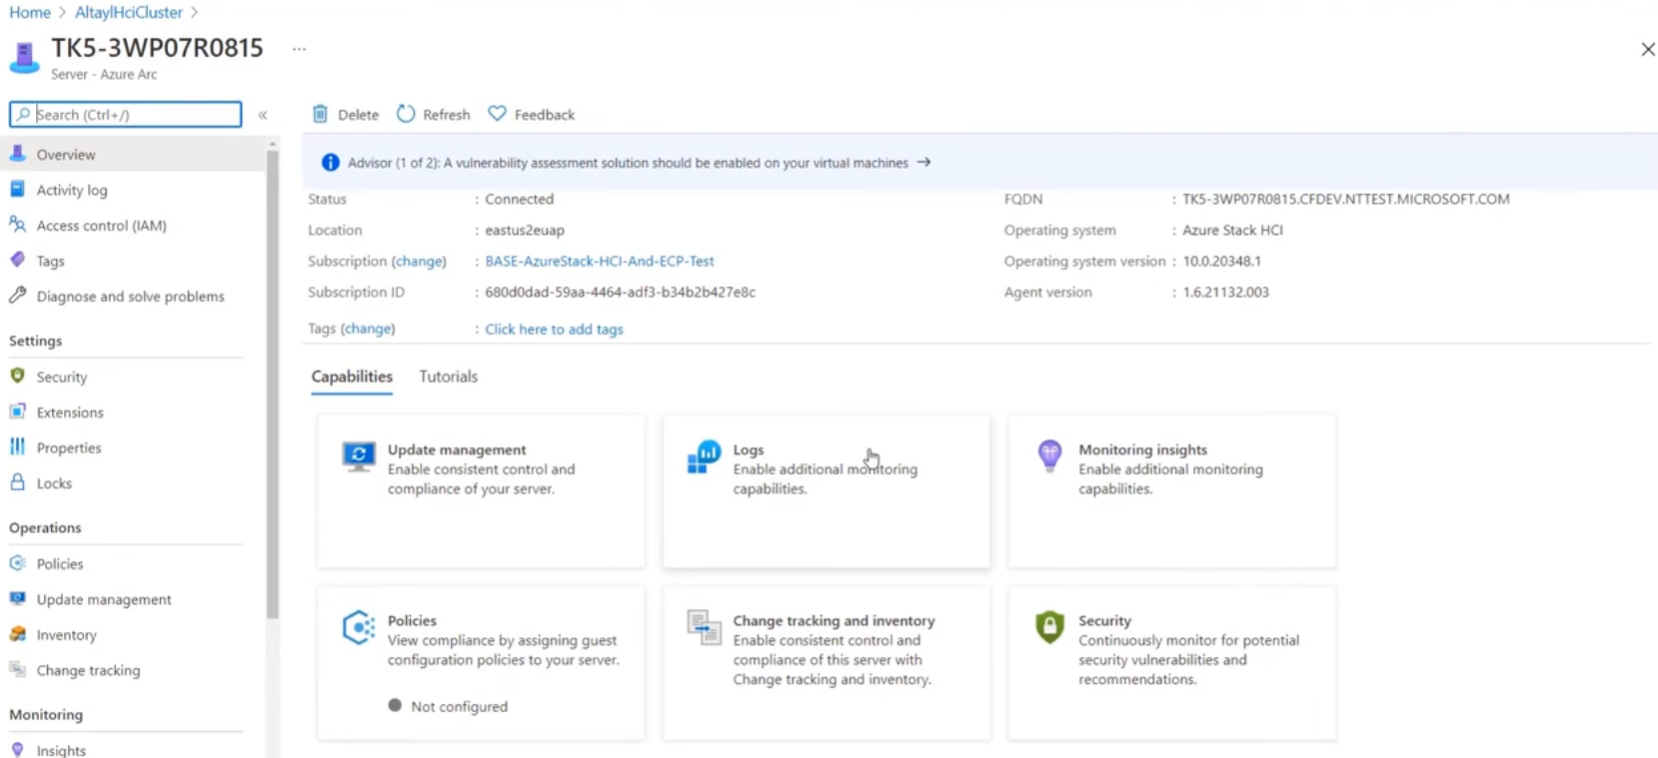 Home > AltaylHciCluster >
TK5-3WP07R0815 ...
Server - Azure Arc
Search (Ctrl+/)
«
Overview
Activity log
Access control (IAM)
Tags
Diagnose and solve problems
Settings
Security
Extensions
Properties
Locks
Operations
Policies
Update management
Inventory
Change tracking
Monitoring
Insights
Delete Refresh Feedback
Advisor (1 of 2): A vulnerability assessment solution should be enabled on your virtual machines →
Status : Connected
Location : eastus2euap
Subscription (change) : BASE-AzureStack-HCI-And-ECP-Test
Subscription ID : 680d0dad-59aa-4464-adf3-b34b2b427e8c
Tags (change) : Click here to add tags
FQDN : TK5-3WP07R0815.CFDEV.NTTEST.MICROSOFT.COM
Operating system : Azure Stack HCI
Operating system version : 10.0.20348.1
Agent version : 1.6.21132.003
Capabilities Tutorials
Update management
Enable consistent control and
compliance of your server.
Logs
Enable additional monitoring
capabilities.
Monitoring insights
Enable additional monitoring
capabilities.
Policies
View compliance by assigning guest
configuration policies to your server.
Not configured
Change tracking and inventory
Enable consistent control and
compliance of this server with
Change tracking and inventory.
Security
Continuously monitor for potential
security vulnerabilities and
recommendations.